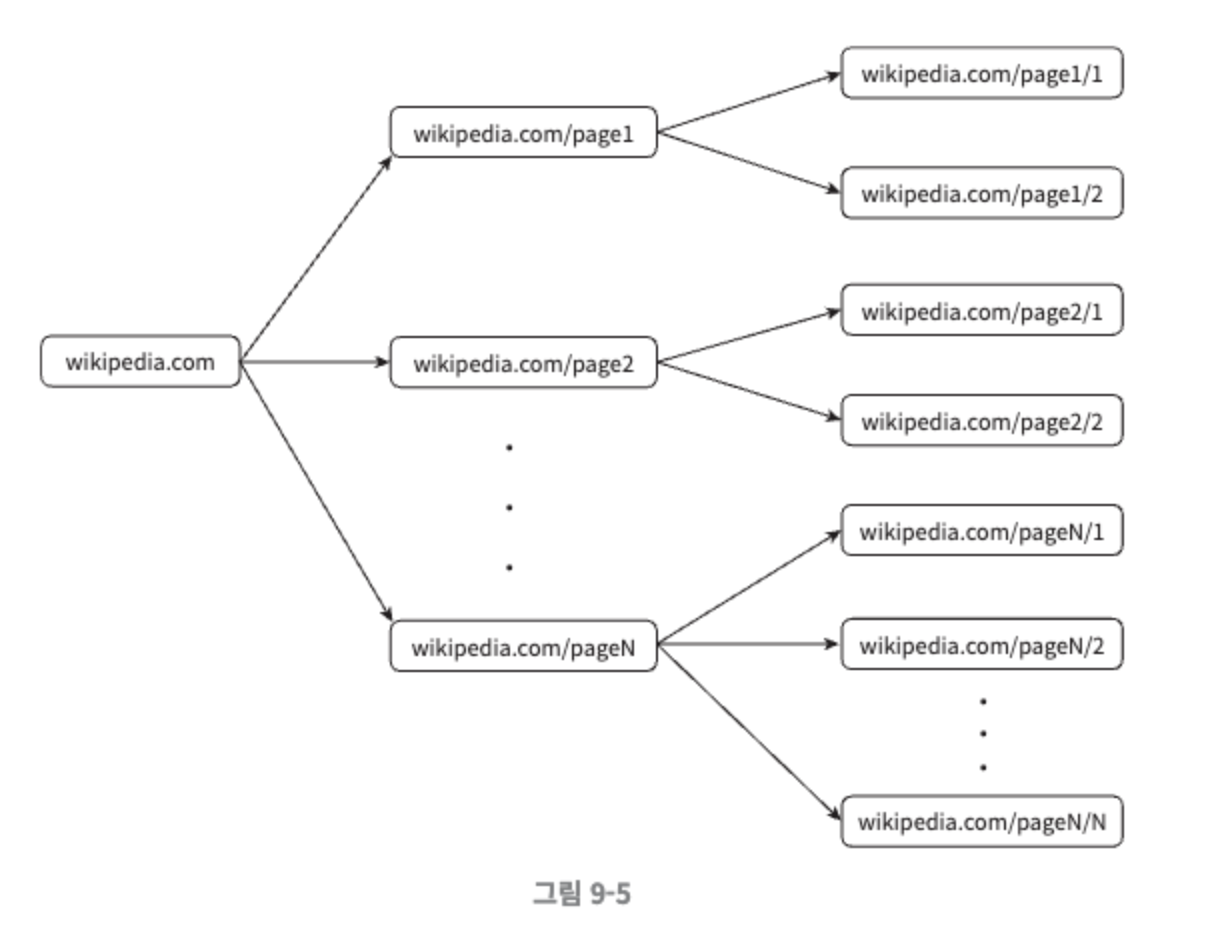 wikipedia.com
wikipedia.com/page1
wikipedia.com/page2
wikipedia.com/pageN
wikipedia.com/page1/1
wikipedia.com/page1/2
wikipedia.com/page2/1
wikipedia.com/page2/2
wikipedia.com/pageN/1
wikipedia.com/pageN/2
wikipedia.com/pageN/N
그림 9-5